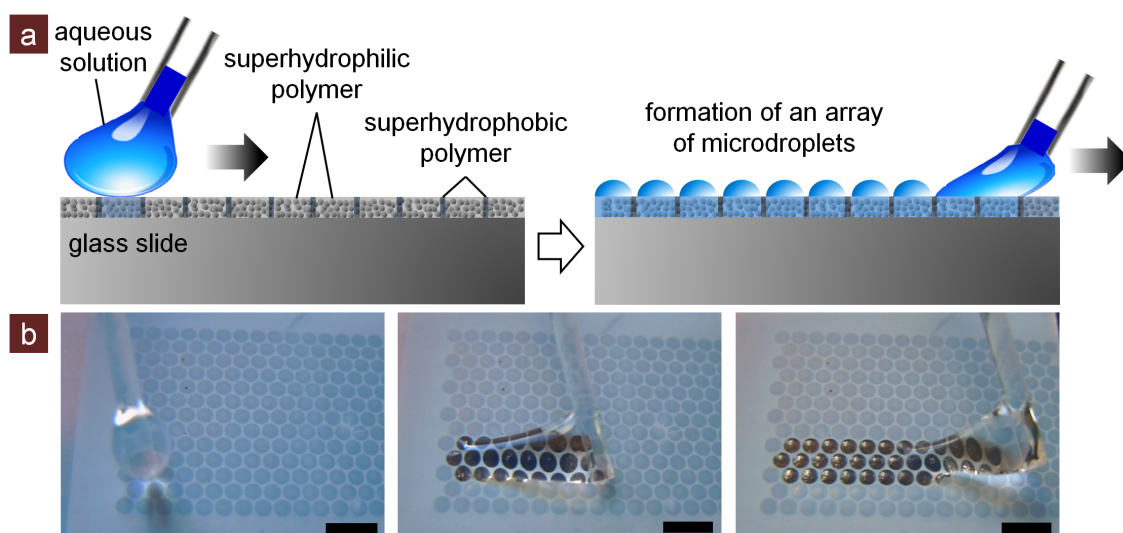 a
aqueous
solution
superhydrophilic
polymer
superhydrophobic
polymer
glass slide
formation of an array
of microdroplets
b